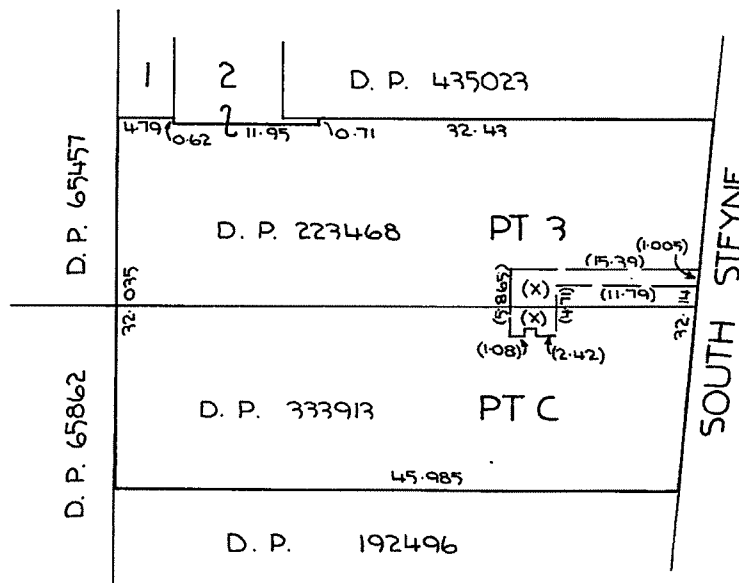 1
2
D. P. 435023
4.79
0.62
11.95
0.71
32.43
D. P. 65457
D. P. 223468
PT 3
(1.005)
(15.39)
SOUTH STEYNE
(X)
(11.79)
(5.865)
(4.71)
32.14
32.035
(X)
(1.08)
(2.42)
D. P. 65862
D. P. 333913
PT C
45.985
D. P. 192496